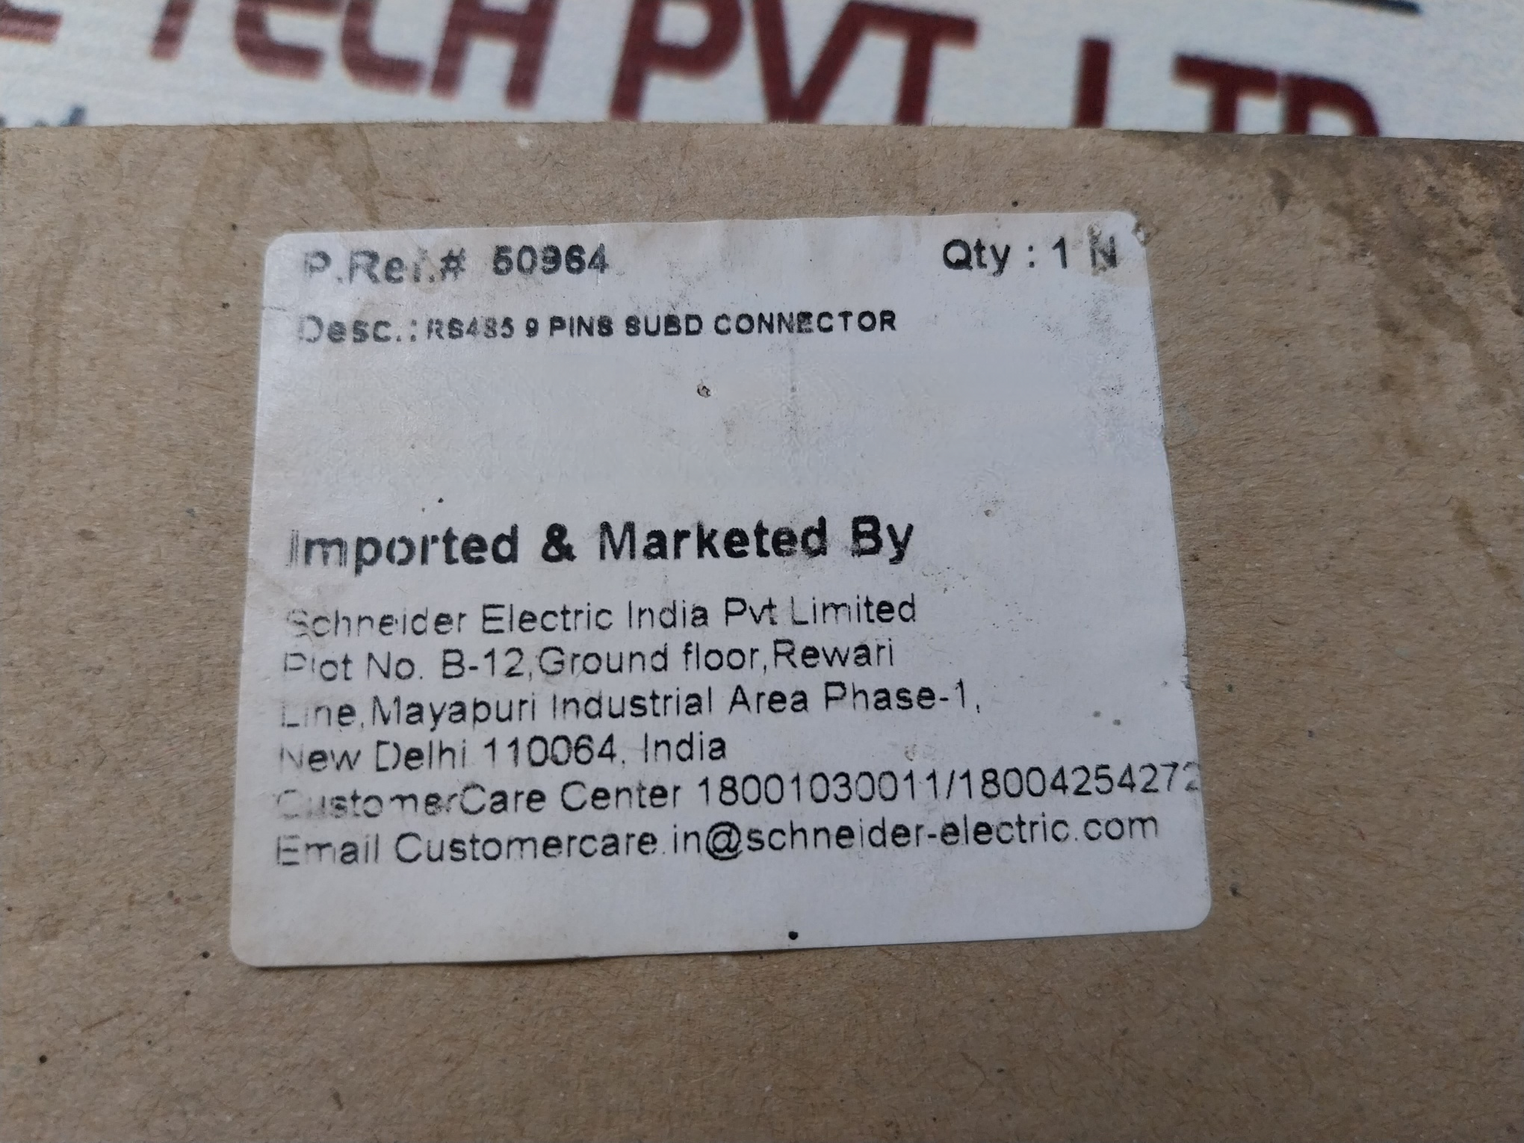 TECH PVT. LTD
P.Ref.# 50964 Qty : 1 N
Desc.: RS485 9 PINS SUBD CONNECTOR
Imported & Marketed By
Schneider Electric India Pvt Limited
Plot No. B-12,Ground floor,Rewari
Line,Mayapuri Industrial Area Phase-1,
New Delhi 110064, India
CustomerCare Center 18001030011/18004254272
Email Customercare.in@schneider-electric.com